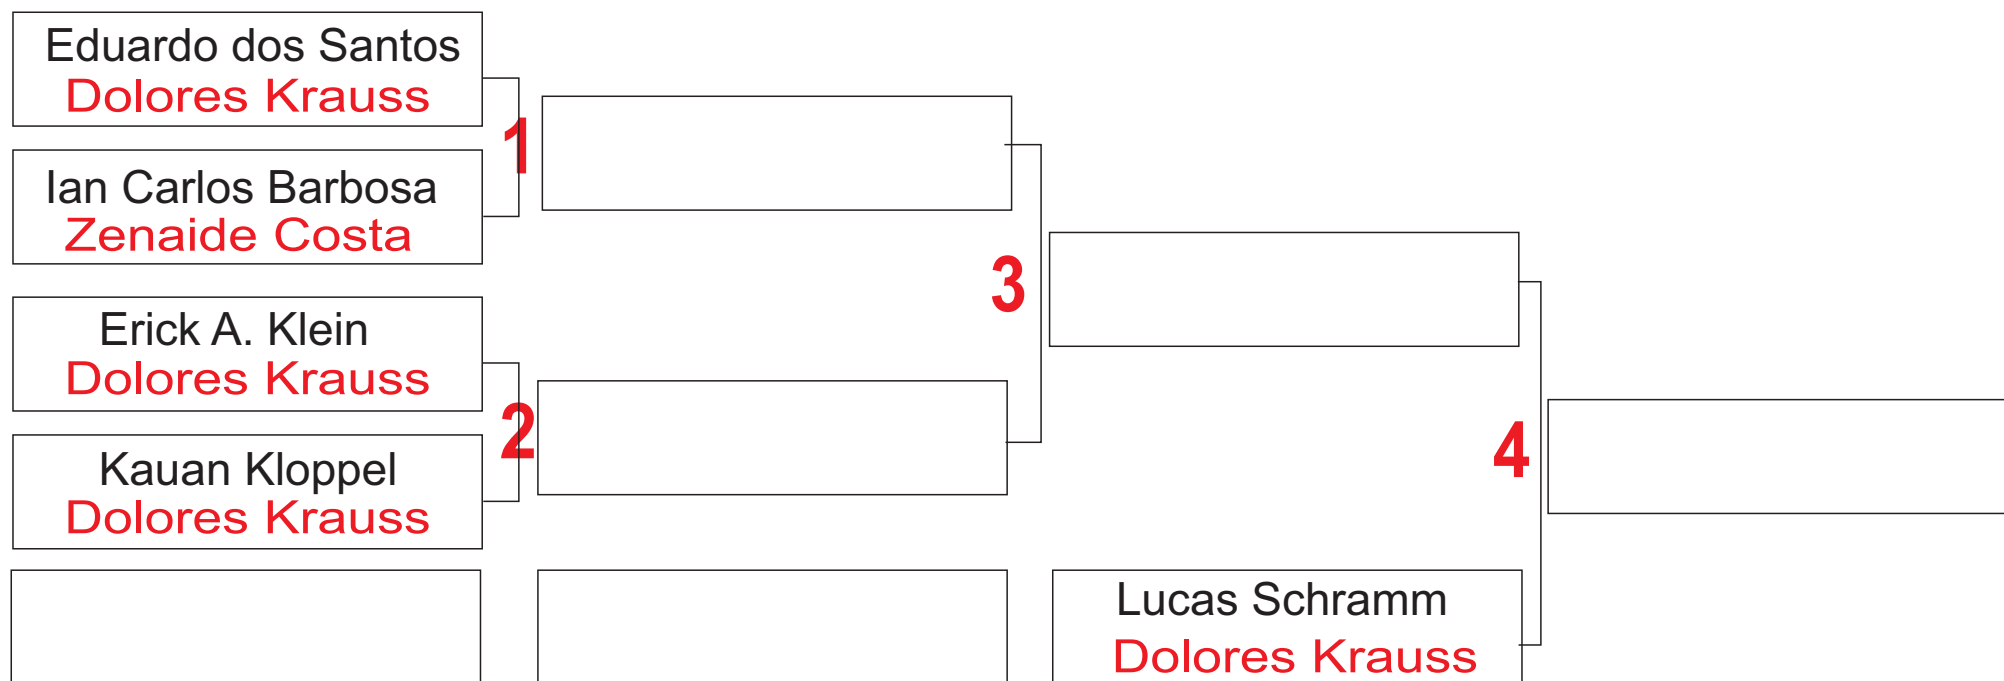 Eduardo dos Santos
Dolores Krauss
1
Ian Carlos Barbosa
Zenaide Costa
3
Erick A. Klein
Dolores Krauss
2
4
Kauan Kloppel
Dolores Krauss
Lucas Schramm
Dolores Krauss